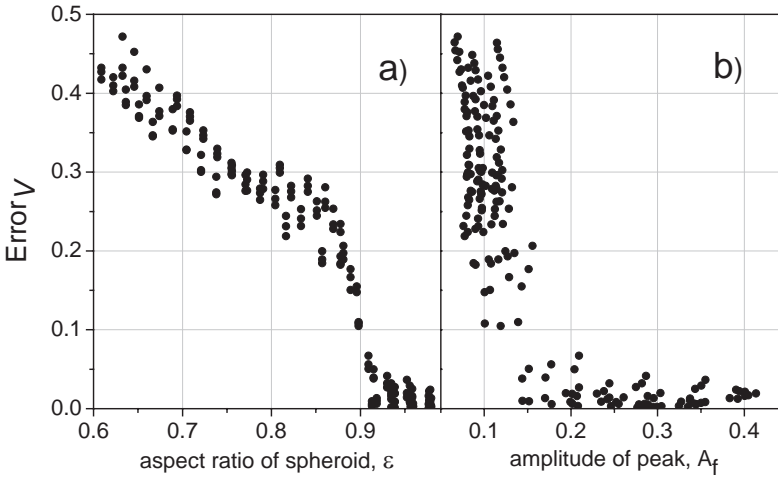 0.5
0.4
0.3
0.2
0.1
0.0
Error V
a)
b)
0.6 0.7 0.8 0.9
0.1 0.2 0.3 0.4
aspect ratio of spheroid, ε
amplitude of peak, A_f